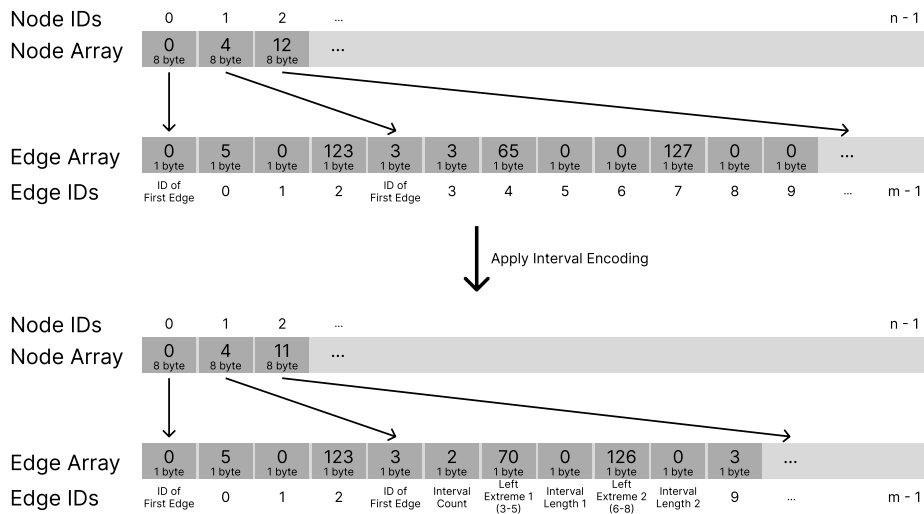 Node IDs 0 1 2 ... n - 1
Node Array 0 4 12 ...
8 byte 8 byte 8 byte
Edge Array 0 5 0 123 3 3 65 0 0 127 0 0 ...
1 byte 1 byte 1 byte 1 byte 1 byte 1 byte 1 byte 1 byte 1 byte 1 byte 1 byte 1 byte
Edge IDs ID of First Edge 0 1 2 ID of First Edge 3 4 5 6 7 8 9 ... m - 1
Apply Interval Encoding
Node IDs 0 1 2 ... n - 1
Node Array 0 4 11 ...
8 byte 8 byte 8 byte
Edge Array 0 5 0 123 3 2 70 0 126 0 3 ...
1 byte 1 byte 1 byte 1 byte 1 byte 1 byte 1 byte 1 byte 1 byte 1 byte 1 byte
Edge IDs ID of First Edge 0 1 2 ID of First Edge Interval Count Left Extreme 1 (3-5) Interval Length 1 Left Extreme 2 (6-8) Interval Length 2 9 ... m - 1